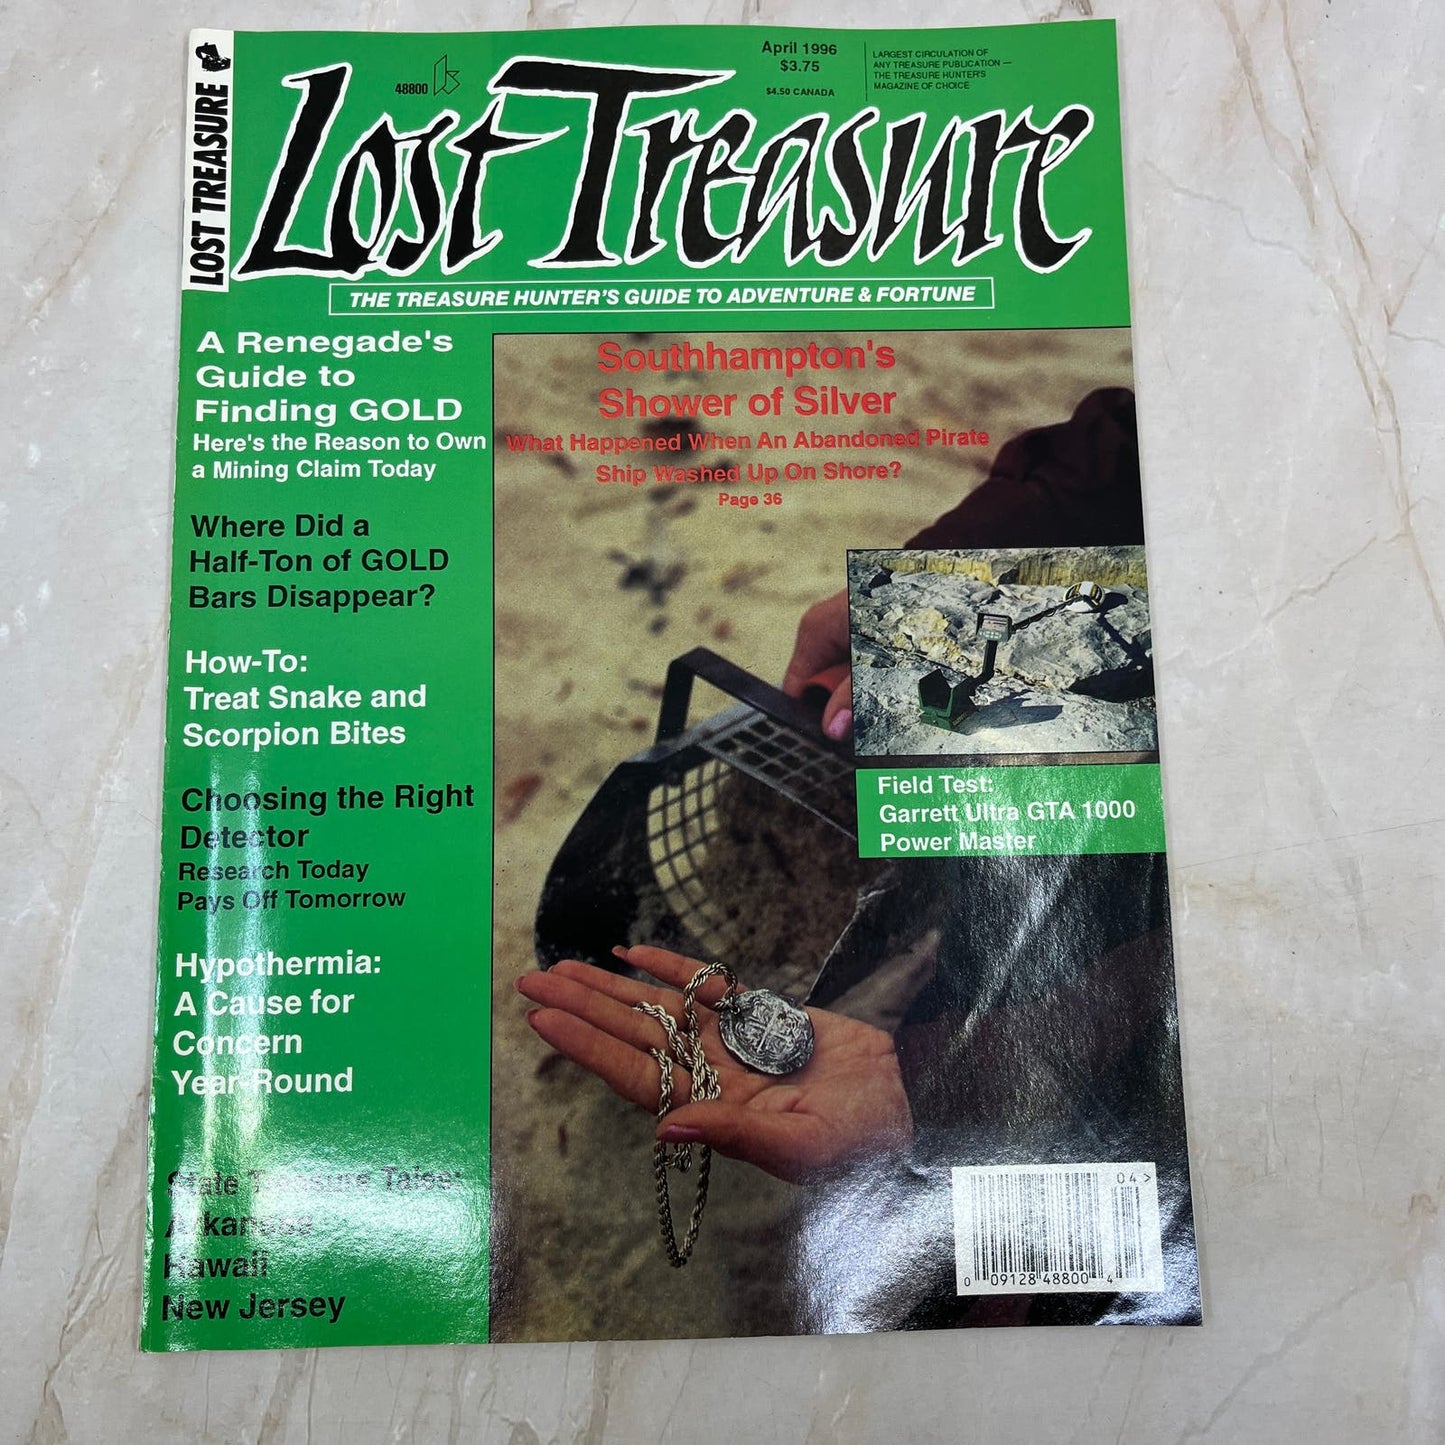 LOST TREASURE
48800
April 1996
$3.75
$4.50 CANADA
LARGEST CIRCULATION OF
ANY TREASURE PUBLICATION —
THE TREASURE HUNTER'S
MAGAZINE OF CHOICE
Lost Treasure
THE TREASURE HUNTER'S GUIDE TO ADVENTURE & FORTUNE
A Renegade's
Guide to
Finding GOLD
Here's the Reason to Own
a Mining Claim Today
Where Did a
Half-Ton of GOLD
Bars Disappear?
How-To:
Treat Snake and
Scorpion Bites
Choosing the Right
Detector
Research Today
Pays Off Tomorrow
Hypothermia:
A Cause for
Concern
Year-Round
State Treasure Tales:
Arkansas
Hawaii
New Jersey
Southhampton's
Shower of Silver
What Happened When An Abandoned Pirate
Ship Washed Up On Shore?
Page 36
Field Test:
Garrett Ultra GTA 1000
Power Master
04>
0 09128 48800 4